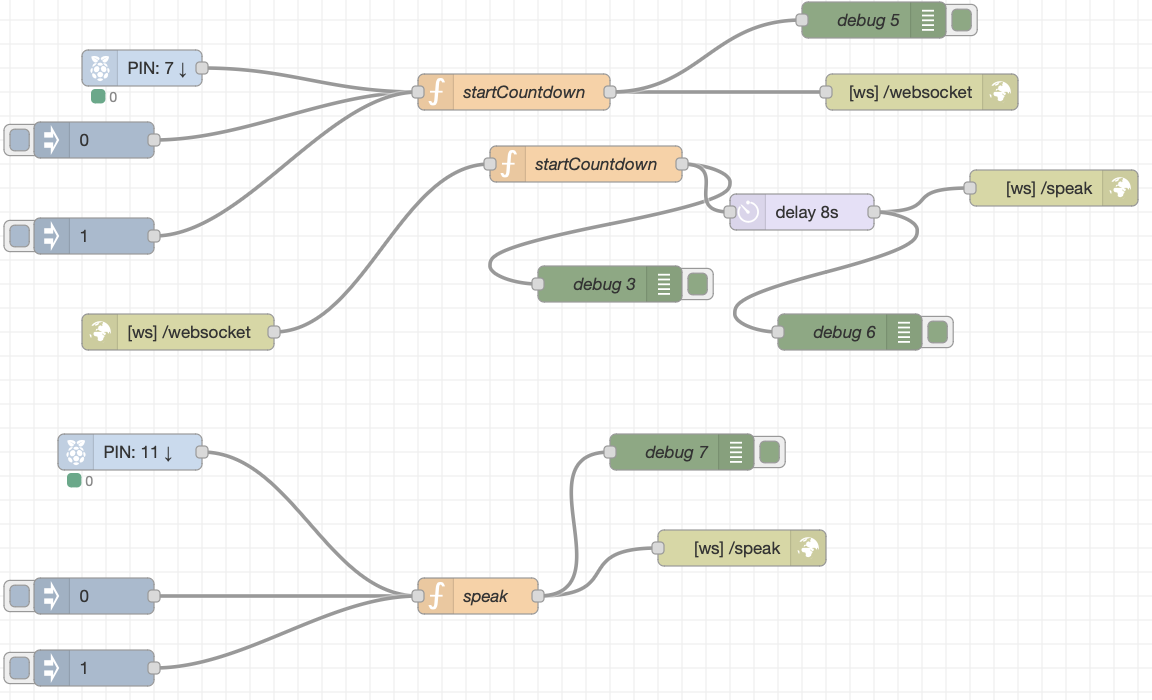 debug 5
PIN: 7 ↓
0
startCountdown
[ws] /websocket
0
startCountdown
[ws] /speak
delay 8s
1
debug 3
[ws] /websocket
debug 6
PIN: 11 ↓
0
debug 7
[ws] /speak
0
speak
1